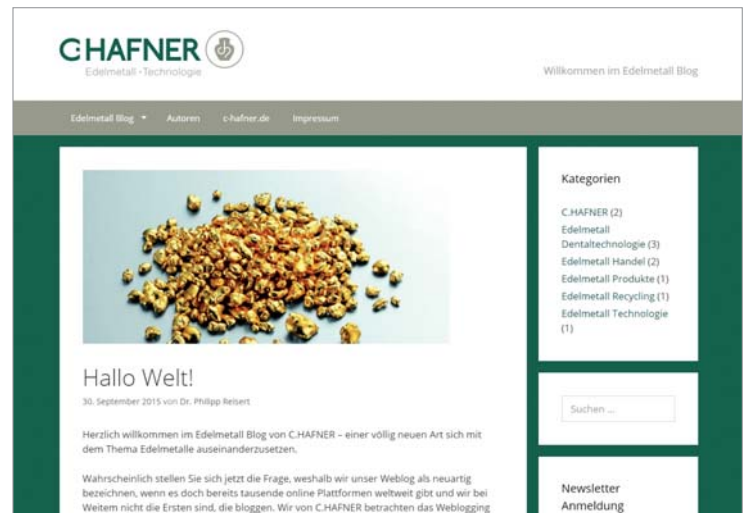 C·HAFNER
Edelmetall · Technologie
Willkommen im Edelmetall Blog
Edelmetall Blog
Autoren
c-hafner.de
Impressum
Hallo Welt!
30. September 2015 von Dr. Philipp Reisert
Herzlich willkommen im Edelmetall Blog von C.HAFNER – einer völlig neuen Art sich mit
dem Thema Edelmetalle auseinanderzusetzen.
Wahrscheinlich stellen Sie sich jetzt die Frage, weshalb wir unser Weblog als neuartig
bezeichnen, wenn es doch bereits tausende online Plattformen weltweit gibt und wir bei
Weitem nicht die Ersten sind, die bloggen. Wir von C.HAFNER betrachten das Weblogging
Kategorien
C.HAFNER (2)
Edelmetall
Dentaltechnologie (3)
Edelmetall Handel (2)
Edelmetall Produkte (1)
Edelmetall Recycling (1)
Edelmetall Technologie
(1)
Suchen ...
Newsletter
Anmeldung